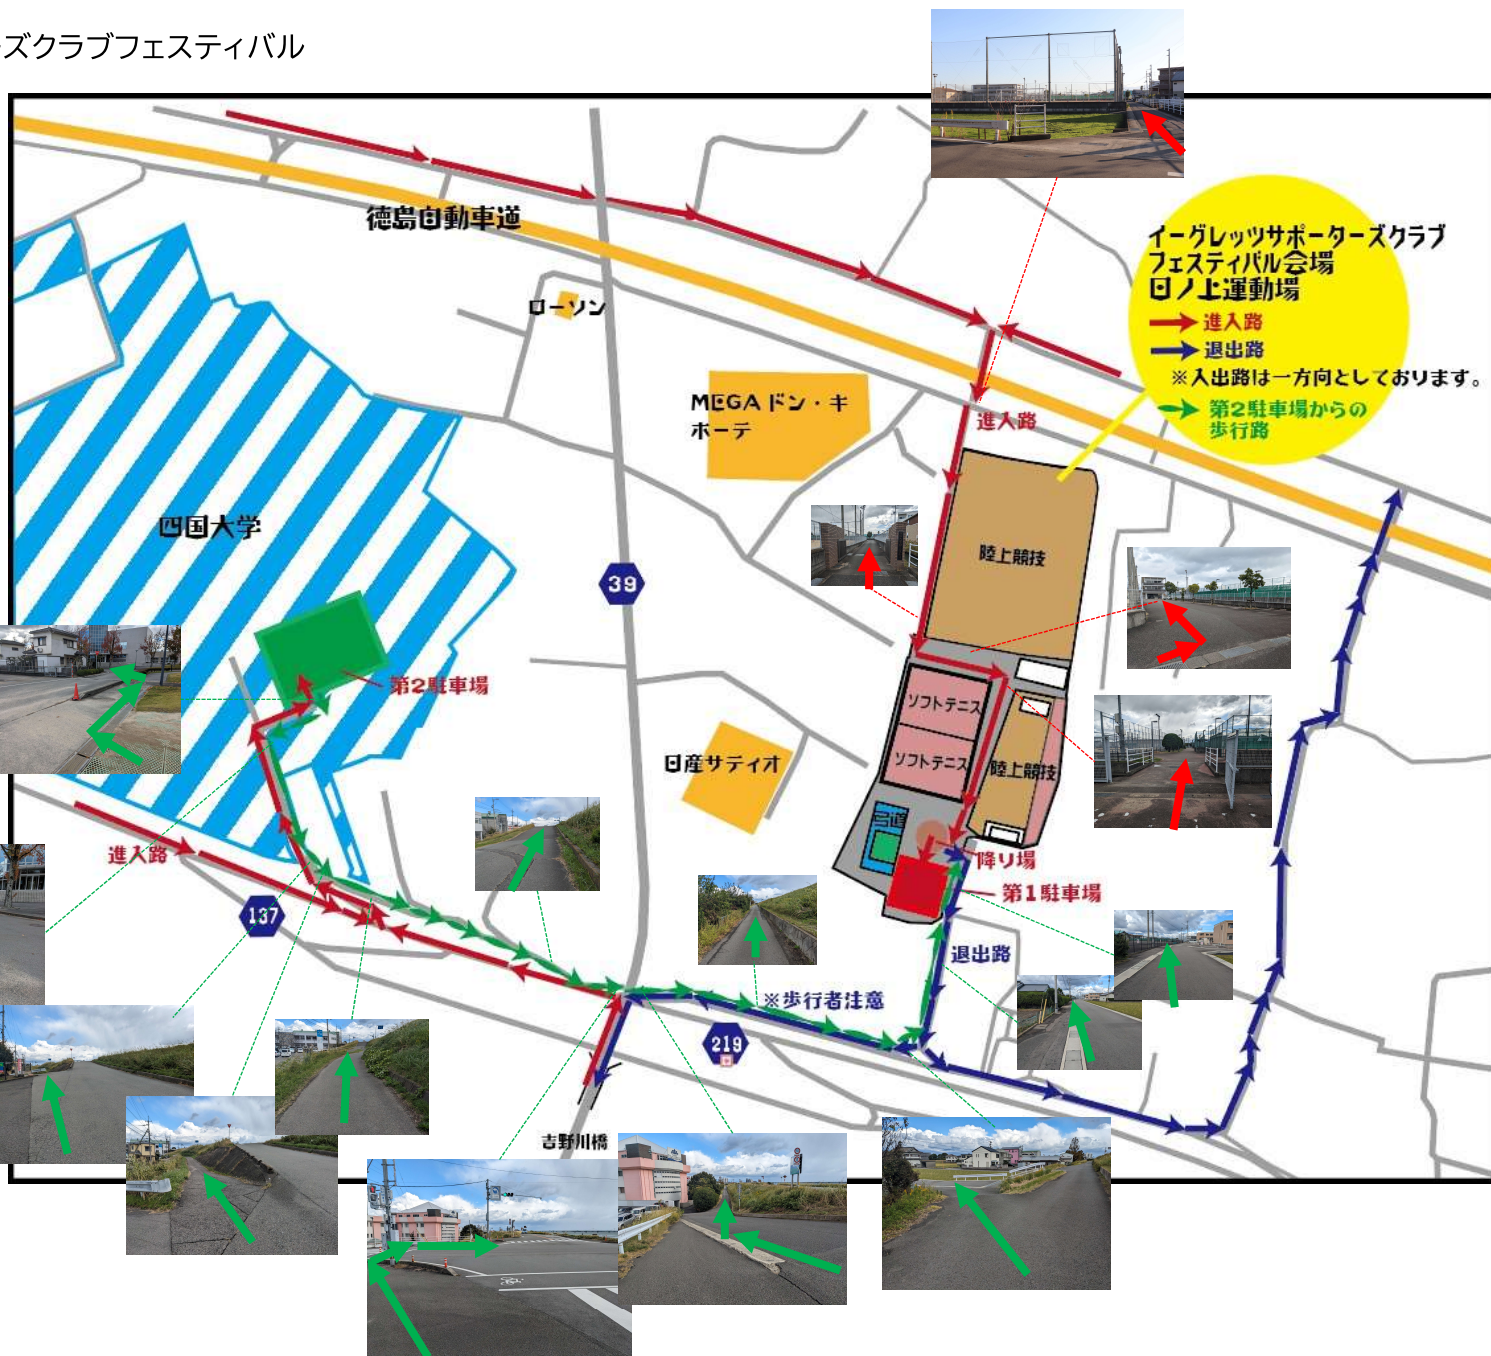 ズクラブフェスティバル
徳島自動車道
イーグレッツサポーターズクラブ
フェスティバル会場
日ノ上運動場
進入路
退出路
※入出路は一方向としております。
第2駐車場からの
歩行路
ローソン
MEGAドン・キ
ホーテ
進入路
四国大学
39
陸上競技
第2駐車場
ソフトテニス
ソフトテニス
陸上競技
日産サティオ
弓道
降り場
第1駐車場
進入路
137
退出路
※歩行者注意
219
吉野川橋